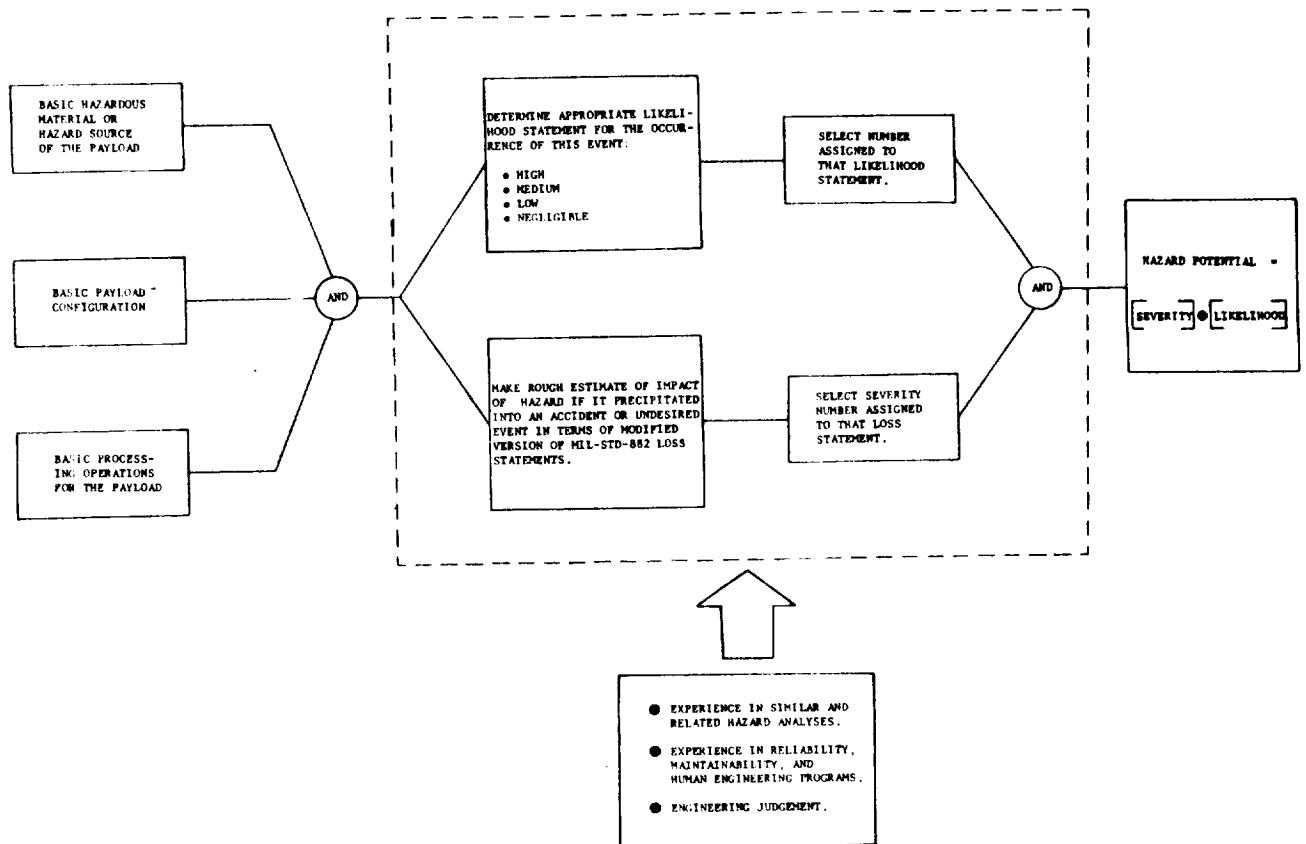 BASIC HAZARDOUS
MATERIAL OR
HAZARD SOURCE
OF THE PAYLOAD
BASIC PAYLOAD
CONFIGURATION
BASIC PROCESS-
ING OPERATIONS
FOR THE PAYLOAD
AND
DETERMINE APPROPRIATE LIKELI-
HOOD STATEMENT FOR THE OCCUR-
RENCE OF THIS EVENT:
● HIGH
● MEDIUM
● LOW
● NEGLIGIBLE
SELECT NUMBER
ASSIGNED TO
THAT LIKELIHOOD
STATEMENT.
MAKE ROUGH ESTIMATE OF IMPACT
OF HAZARD IF IT PRECIPITATED
INTO AN ACCIDENT OR UNDESIRED
EVENT IN TERMS OF MODIFIED
VERSION OF MIL-STD-882 LOSS
STATEMENTS.
SELECT SEVERITY
NUMBER ASSIGNED
TO THAT LOSS
STATEMENT.
AND
HAZARD POTENTIAL =
[SEVERITY] ● [LIKELIHOOD]
● EXPERIENCE IN SIMILAR AND
RELATED HAZARD ANALYSES.
● EXPERIENCE IN RELIABILITY,
MAINTAINABILITY, AND
HUMAN ENGINEERING PROGRAMS.
● ENGINEERING JUDGEMENT.